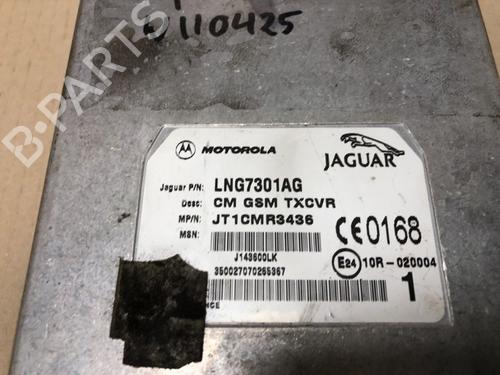 D110425
B-PARTS
MOTOROLA
JAGUAR
Jaguar P/N: LNG7301AG
Desc: CM GSM TXCVR
MP/N: JT1CMR3436
MSN:
J143600LK
350027070265367
CE0168
E24 10R-020004
1